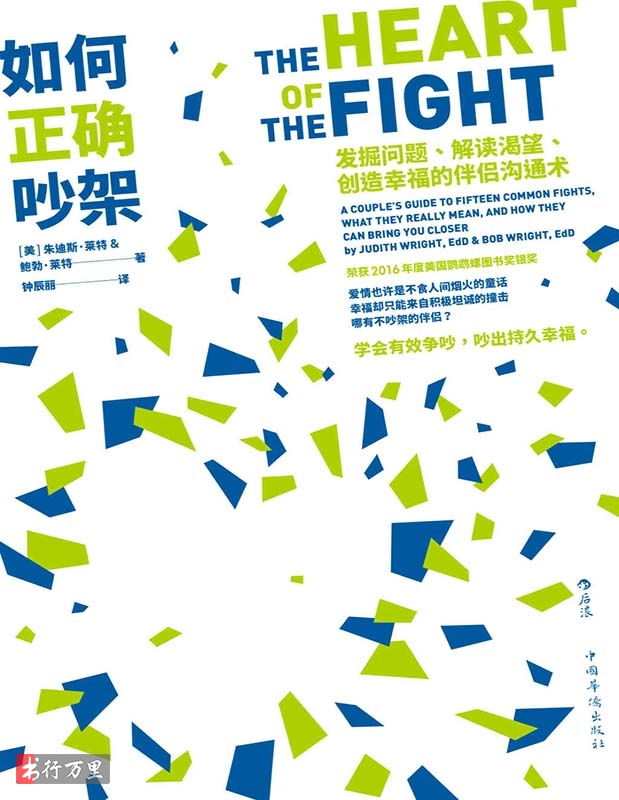 如何
正确
吵架
[美] 朱迪斯·莱特 &
鲍勃·莱特————著
钟辰丽————译
THE HEART
OF
THE FIGHT
发掘问题、解读渴望、
创造幸福的伴侣沟通术
A COUPLE'S GUIDE TO FIFTEEN COMMON FIGHTS,
WHAT THEY REALLY MEAN, AND HOW THEY
CAN BRING YOU CLOSER
by JUDITH WRIGHT, EdD & BOB WRIGHT, EdD
荣获2016年度美国鹦鹉螺图书奖银奖
爱情也许是不食人间烟火的童话
幸福却只能来自积极坦诚的撞击
哪有不吵架的伴侣？
学会有效争吵，吵出持久幸福。
后浪
中国华侨出版社
书行万里